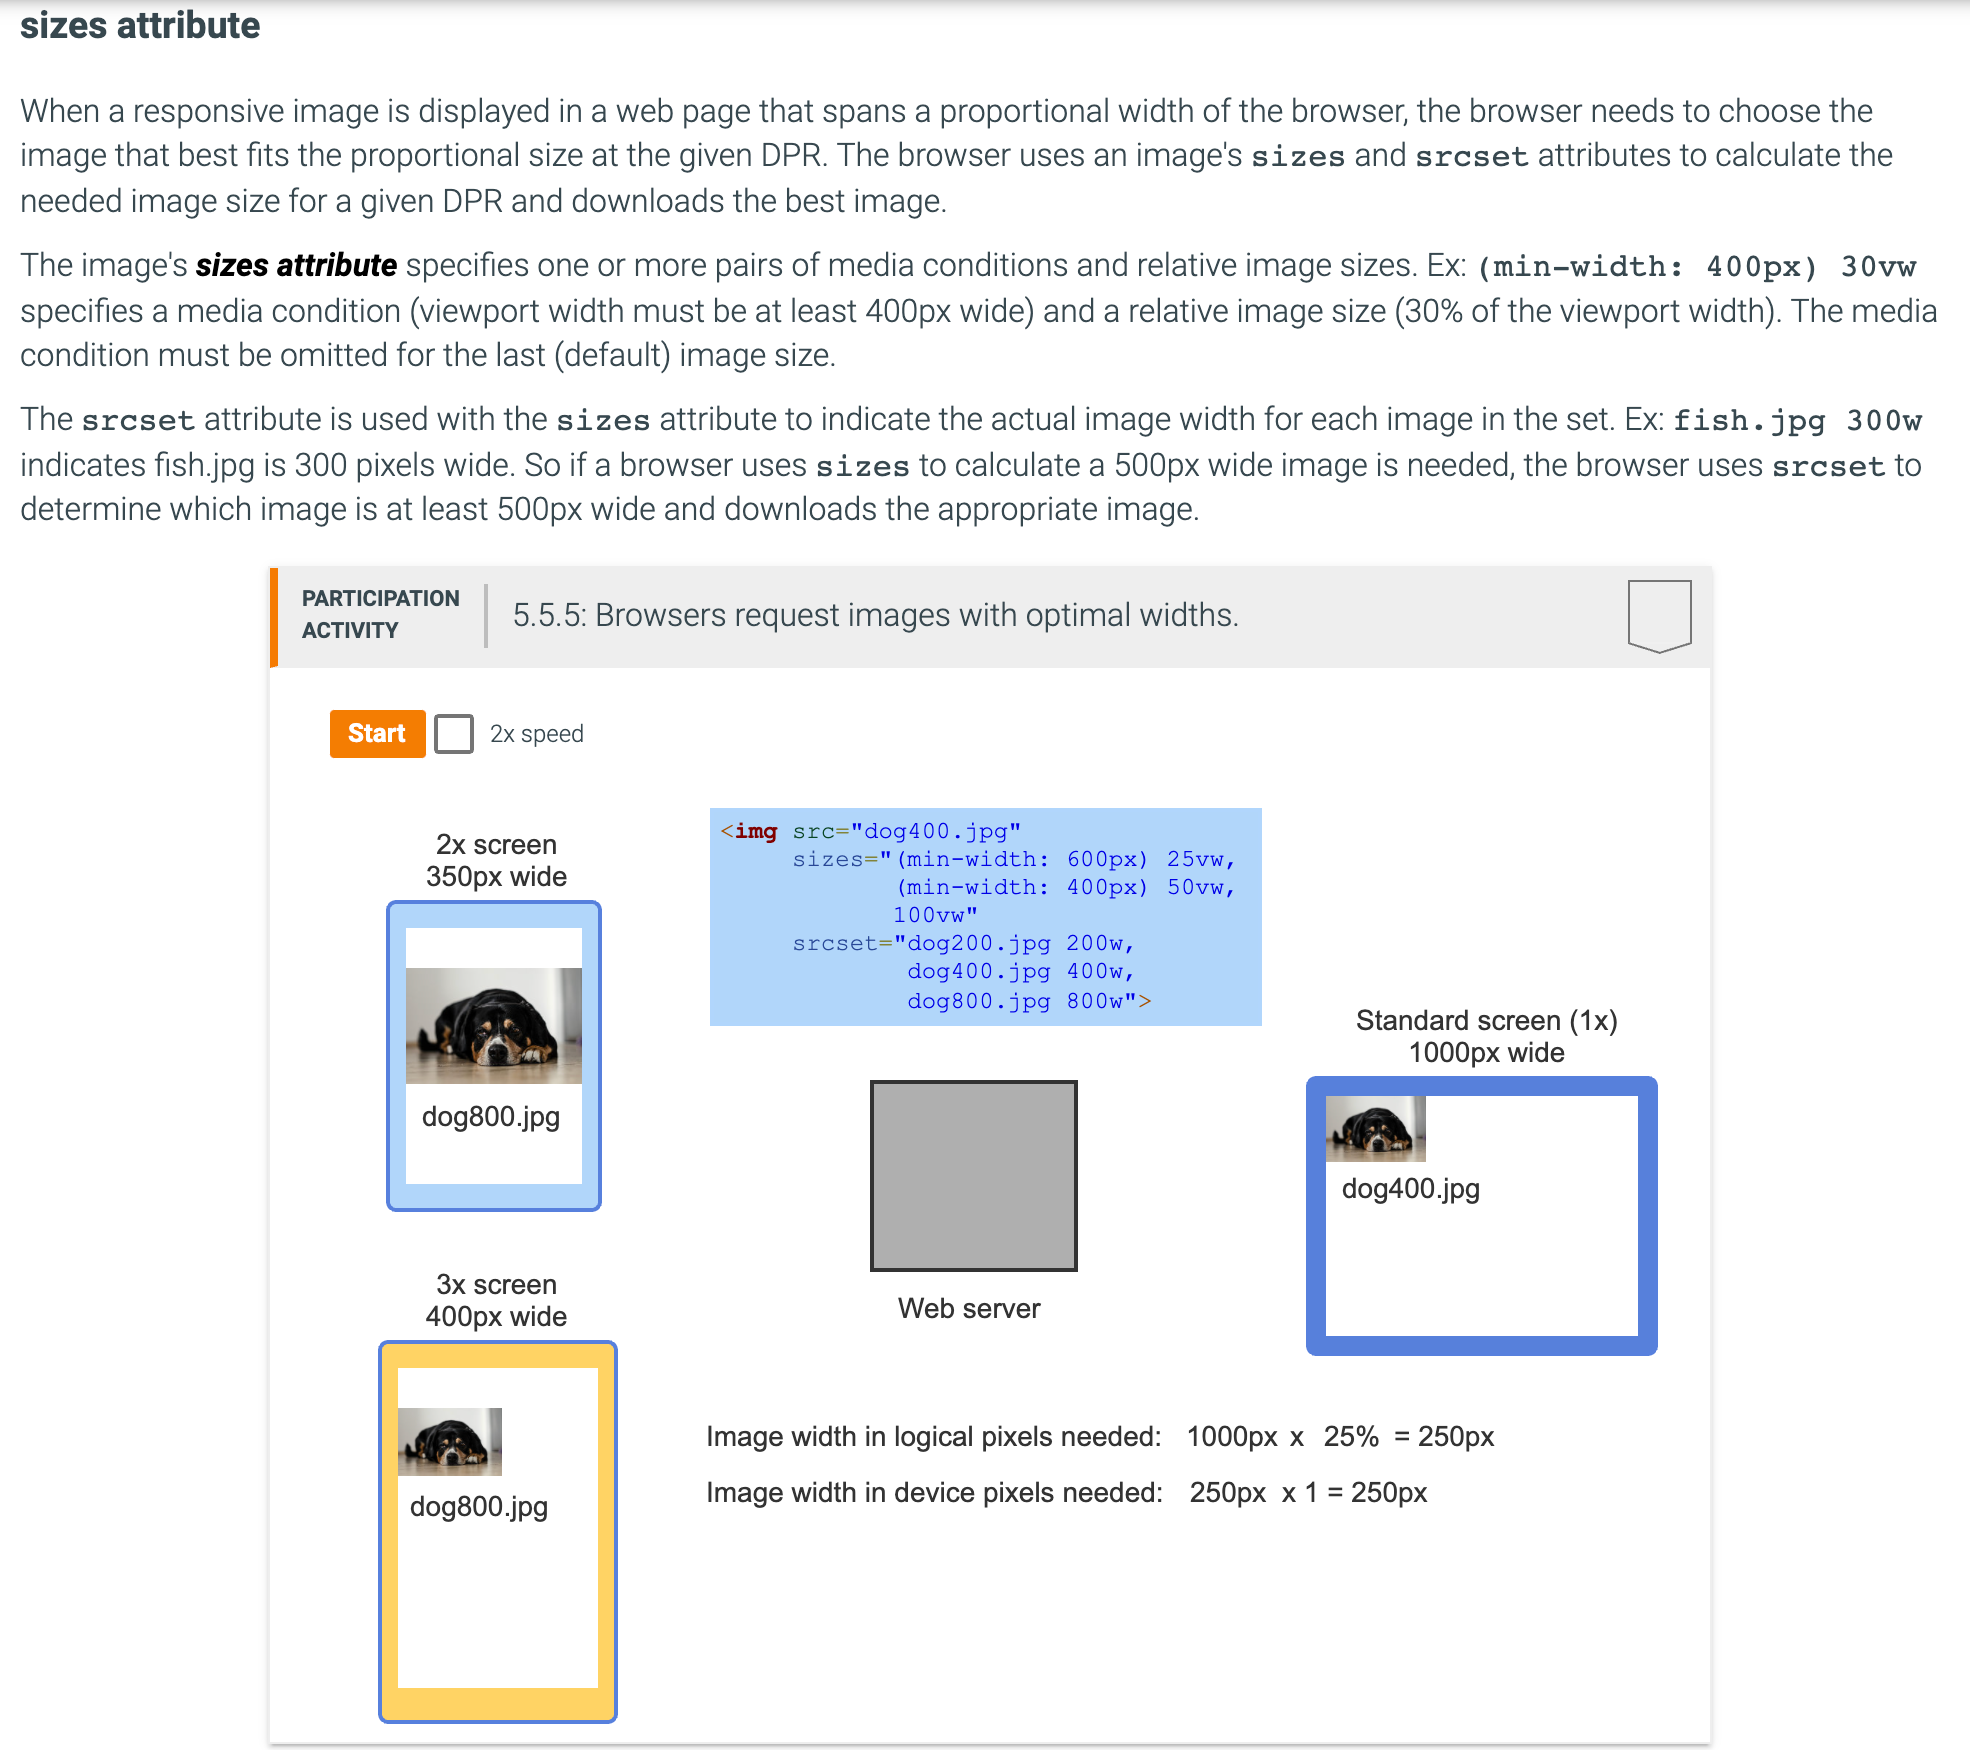 sizes attribute
When a responsive image is displayed in a web page that spans a proportional width of the browser, the browser needs to choose the
image that best fits the proportional size at the given DPR. The browser uses an image's sizes and srcset attributes to calculate the
needed image size for a given DPR and downloads the best image.
The image's sizes attribute specifies one or more pairs of media conditions and relative image sizes. Ex: (min-width: 400px) 30vw
specifies a media condition (viewport width must be at least 400px wide) and a relative image size (30% of the viewport width). The media
condition must be omitted for the last (default) image size.
The srcset attribute is used with the sizes attribute to indicate the actual image width for each image in the set. Ex: fish.jpg 300w
indicates fish.jpg is 300 pixels wide. So if a browser uses sizes to calculate a 500px wide image is needed, the browser uses srcset to
determine which image is at least 500px wide and downloads the appropriate image.
PARTICIPATION
ACTIVITY
5.5.5: Browsers request images with optimal widths.
Start
2x speed
2x screen
350px wide
dog800.jpg
<img src="dog400.jpg"
sizes="(min-width: 600px) 25vw,
(min-width: 400px) 50vw,
100vw"
srcset="dog200.jpg 200w,
dog400.jpg 400w,
dog800.jpg 800w">
Standard screen (1x)
1000px wide
dog400.jpg
Web server
3x screen
400px wide
dog800.jpg
Image width in logical pixels needed: 1000px x 25% = 250px
Image width in device pixels needed: 250px x 1 = 250px